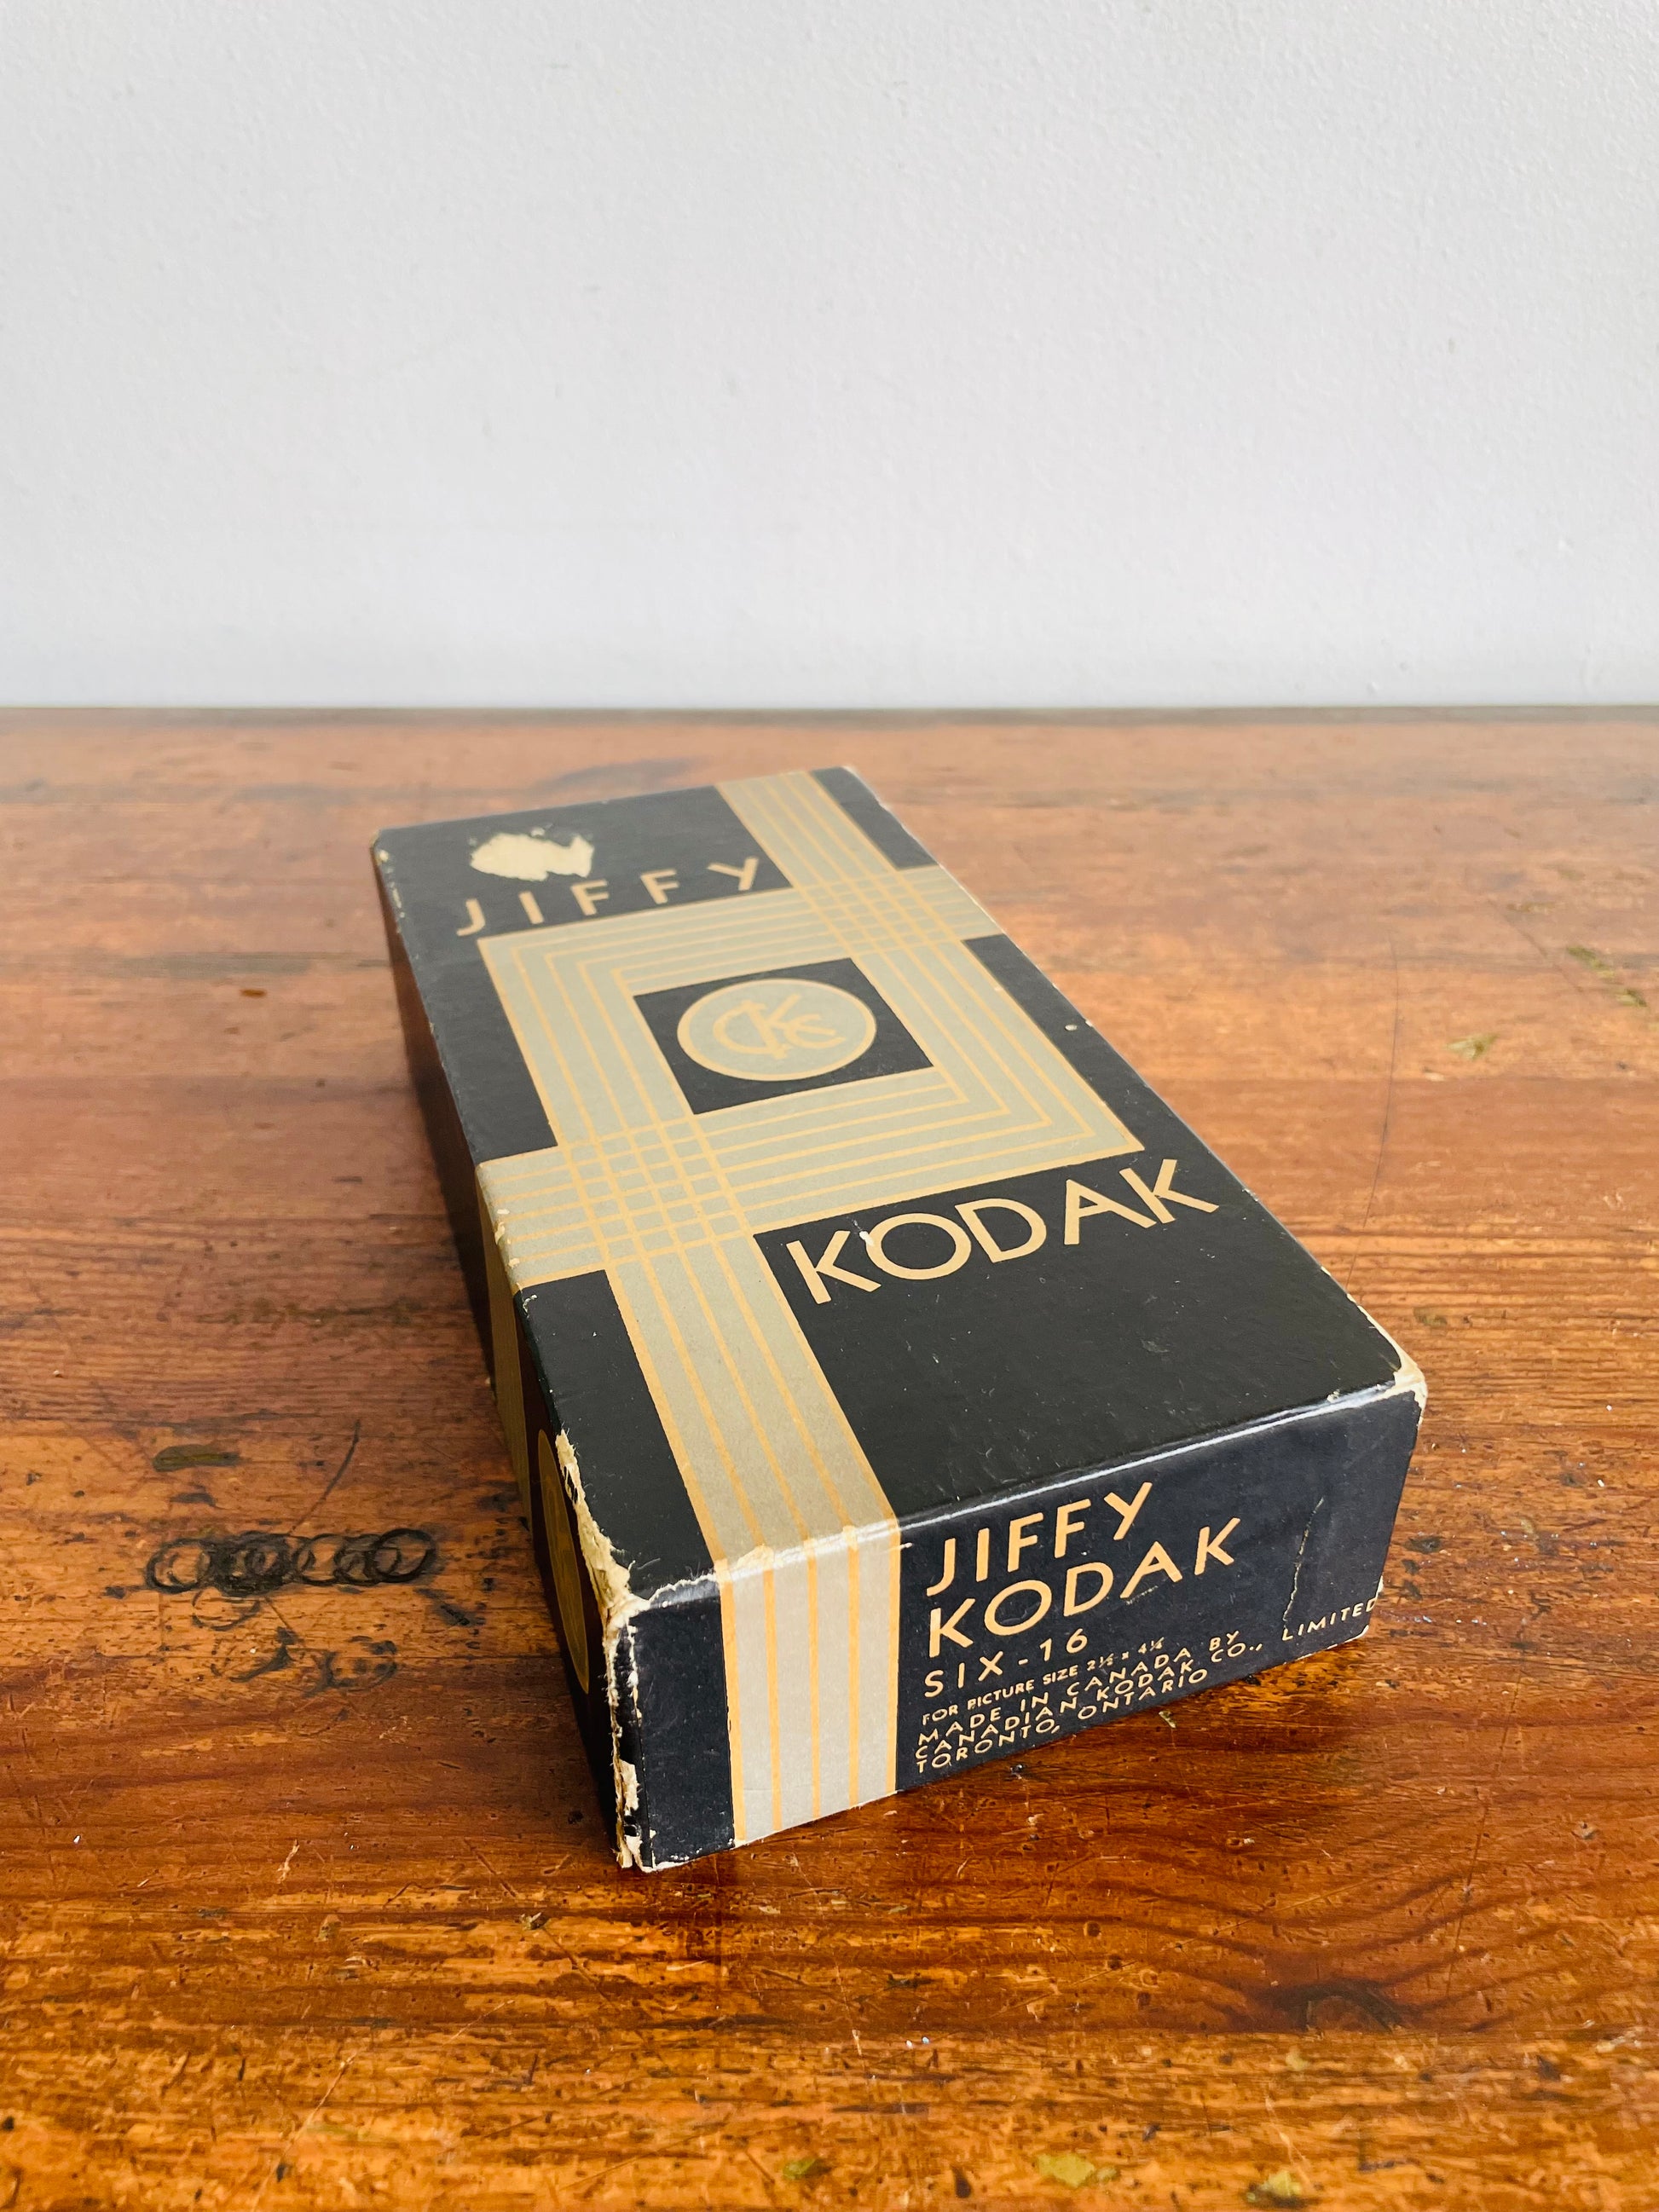 JIFFY
CKC
KODAK
JIFFY
KODAK
SIX-16
FOR PICTURE SIZE 2½ x 4¼
MADE IN CANADA BY
CANADIAN KODAK CO., LIMITED
TORONTO, ONTARIO